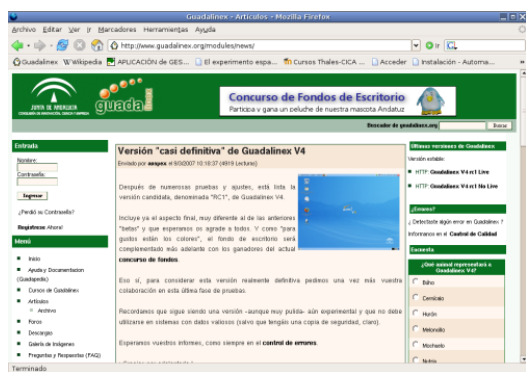 Guadalinex - Artículos - Mozilla Firefox
Archivo Editar Ver Ir Marcadores Herramientas Ayuda
http://www.guadalinex.org/modules/news/
Ir
Guadalinex Wikipedia APLICACIÓN DE GES... El experimento espa... Cursos Thales-CICA ... Acceder Instalación - Automa...
JUNTA DE ANDALUCIA
guada
Concurso de Fondos de Escritorio
Participa y gana un peluche de nuestra mascota Andatuz
Buscador de guadalinex.org
Buscar
Entrada
Nombre:
Contraseña:
Ingresar
¿Perdió su Contraseña?
Regístrese Ahora!
Menú
Inicio
Ayuda y Documentacion
(Guadapedia)
Cursos de Guadalinex
Artículos
Archivo
Foros
Descargas
Galería de Imágenes
Preguntas y Respuestas (FAQ)
Versión "casi definitiva" de Guadalinex V4
Enviado por aanpex el 9/3/2007 10:18:37 (4919 Lecturas)
Después de numerosas pruebas y ajustes, está lista la
versión candidata, denominada "RC1", de Guadalinex V4.
Incluye ya el aspecto final, muy diferente al de las anteriores
"betas" y que esperamos os agrade a todos. Y como "para
gustos están los colores", el fondo de escritorio será
complementado más adelante con los ganadores del actual
concurso de fondos.
Eso sí, para considerar esta versión realmente definitiva pedimos una vez más vuestra
colaboración en esta última fase de pruebas.
Recordamos que sigue siendo una versión -aunque muy pulida- aún experimental y que no debe
utilizarse en sistemas con datos valiosos (salvo que tengáis una copia de seguridad, claro).
Esperamos vuestros informes, como siempre en el control de errores.
Últimas versiones de Guadalinex
Versión estable:
HTTP: Guadalinex V4 rc1 Live
HTTP: Guadalinex V4 rc1 No Live
¿Errores?
¿ Detectaste algún error en Guadalinex ?
Infórmanos en el Control de Calidad
Encuesta
¿Qué animal representará a
Guadalinex V4?
Búho
Cernícalo
Hurón
Meloncillo
Mochuelo
Nutria
Terminado